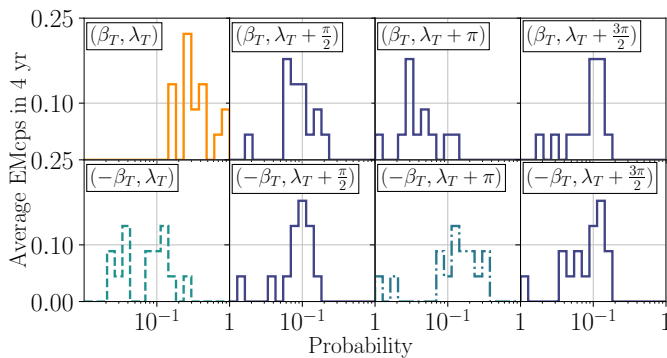 0.25
(β_T, λ_T)
(β_T, λ_T + π/2)
(β_T, λ_T + π)
(β_T, λ_T + 3π/2)
0.10
0.25
(−β_T, λ_T)
(−β_T, λ_T + π/2)
(−β_T, λ_T + π)
(−β_T, λ_T + 3π/2)
0.10
0.00
10⁻¹ 1 10⁻¹ 1 10⁻¹ 1 10⁻¹ 1
Probability
Average EMcps in 4 yr